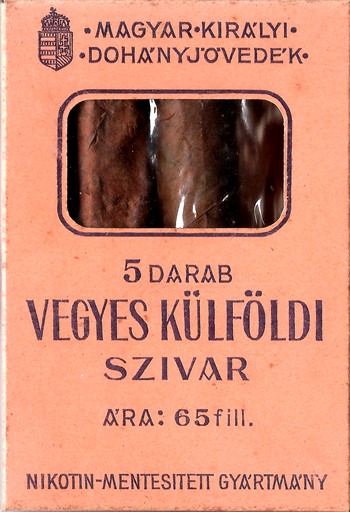 •MAGYAR•KIRÁLYI•
•DOHÁNYJÖVEDÉK•
5 DARAB
VEGYES KÜLFÖLDI
SZIVAR
ÁRA: 65 fill.
NIKOTIN-MENTESITETT GYÁRTMÁNY